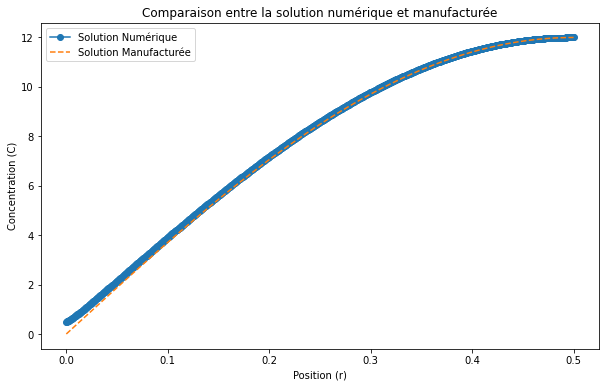 Comparaison entre la solution numérique et manufacturée
Solution Numérique
Solution Manufacturée
Concentration (C)
12
10
8
6
4
2
0
0.0 0.1 0.2 0.3 0.4 0.5
Position (r)